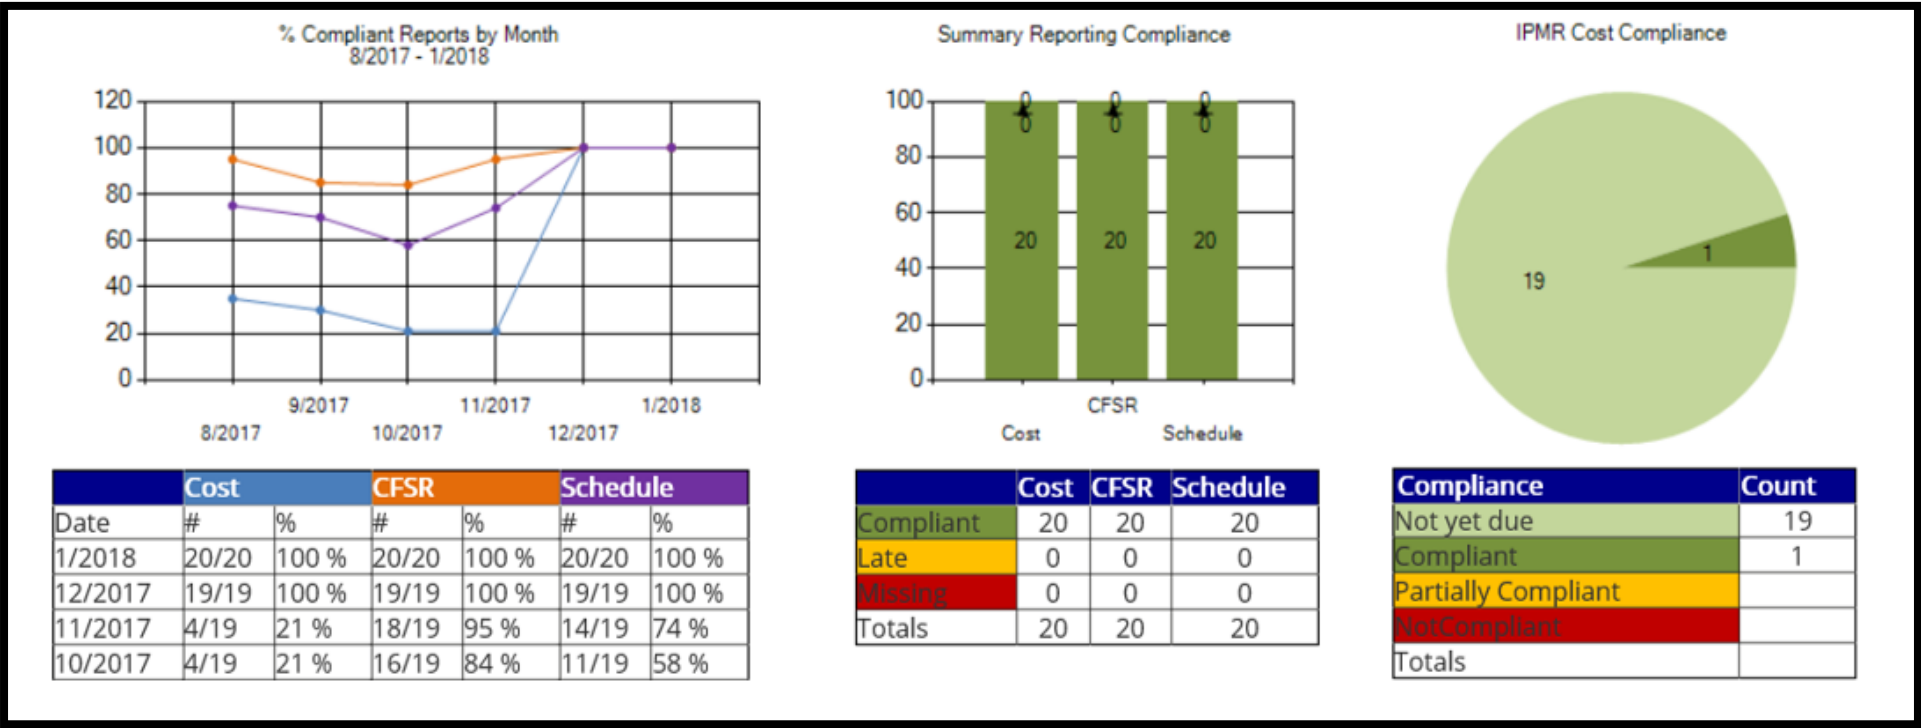 % Compliant Reports by Month
8/2017 - 1/2018
120
100
80
60
40
20
0
9/2017 11/2017 1/2018
8/2017 10/2017 12/2017
Cost CFSR Schedule
Date # % # % # %
1/2018 20/20 100 % 20/20 100 % 20/20 100 %
12/2017 19/19 100 % 19/19 100 % 19/19 100 %
11/2017 4/19 21 % 18/19 95 % 14/19 74 %
10/2017 4/19 21 % 16/19 84 % 11/19 58 %
Summary Reporting Compliance
100
80
60
40
20
0
0 0 0
0 0 0
20 20 20
CFSR
Cost Schedule
Cost CFSR Schedule
Compliant 20 20 20
Late 0 0 0
Missing 0 0 0
Totals 20 20 20
IPMR Cost Compliance
1
19
Compliance Count
Not yet due 19
Compliant 1
Partially Compliant
NotCompliant
Totals